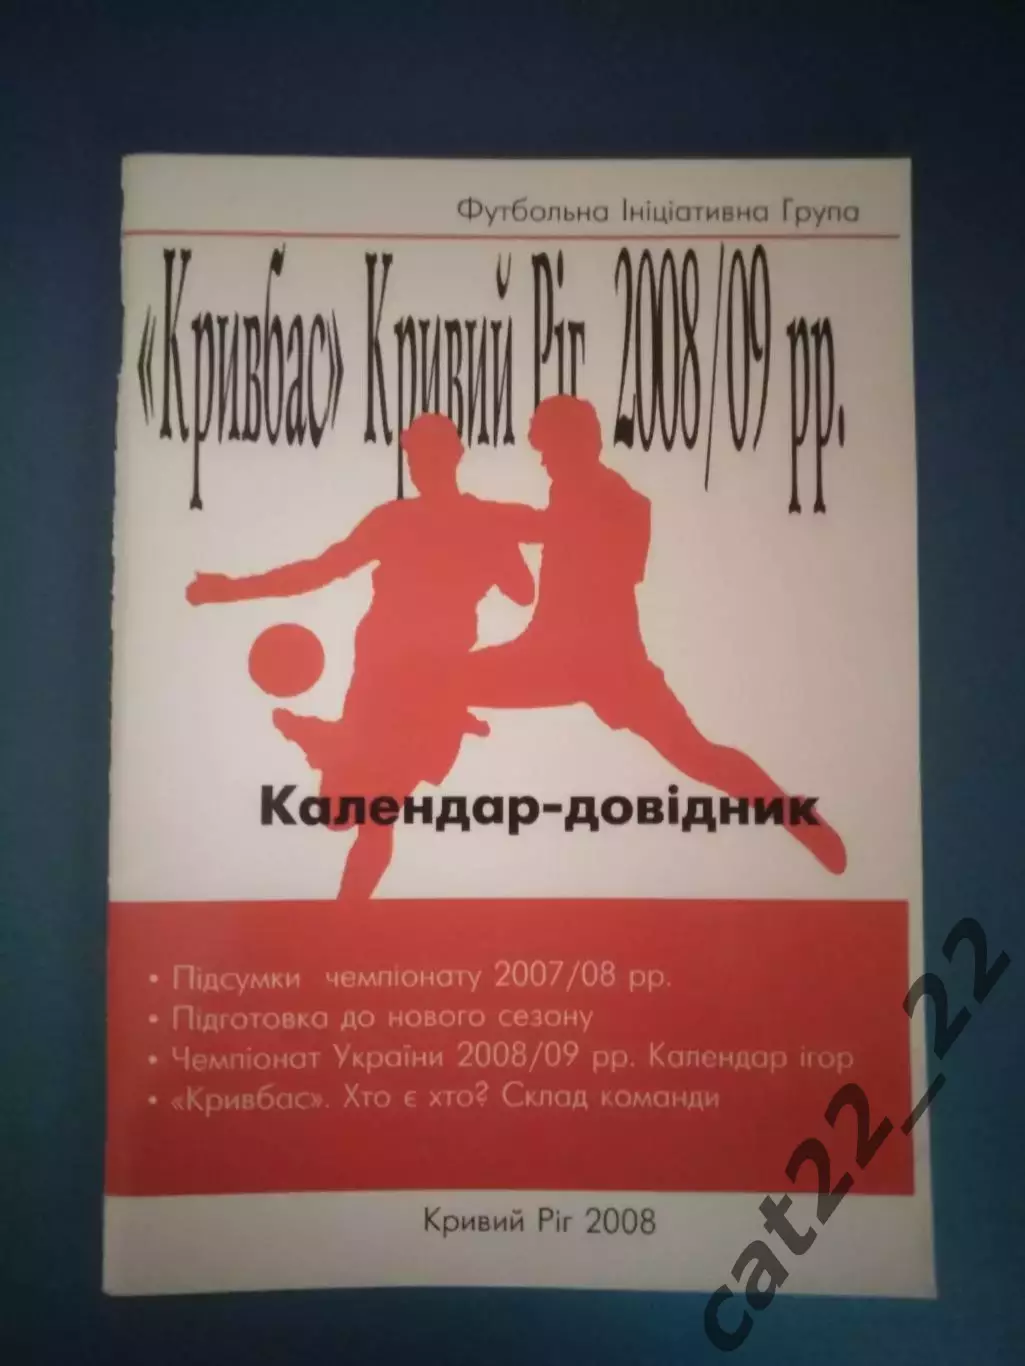 Футбольна Ініціативна Група
«Кривбас» Кривий Ріг 2008/09 рр.
Календар-довідник
• Підсумки чемпіонату 2007/08 рр.
• Підготовка до нового сезону
• Чемпіонат України 2008/09 рр. Календар ігор
• «Кривбас». Хто є хто? Склад команди
Кривий Ріг 2008
cat22_22